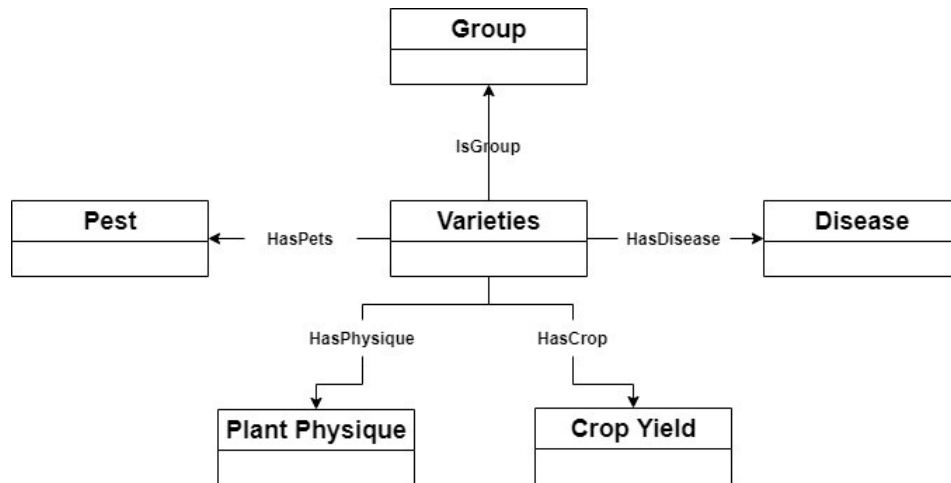 Group
IsGroup
Pest
HasPets
Varieties
HasDisease
Disease
HasPhysique
HasCrop
Plant Physique
Crop Yield